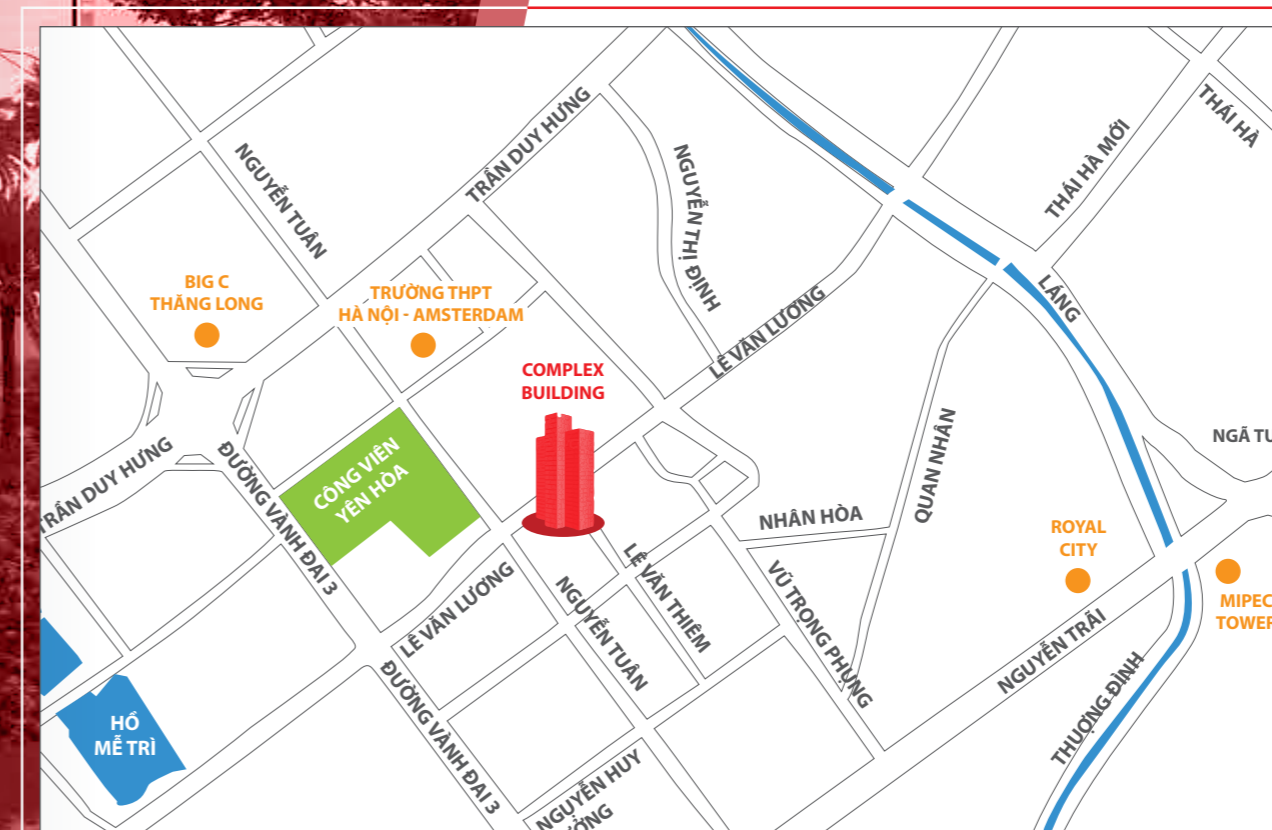 THÁI HÀ
TRẦN DUY HƯNG
NGUYỄN TUÂN
NGUYỄN THỊ ĐỊNH
THÁI HÀ MỚI
BIG C
THĂNG LONG
TRƯỜNG THPT
HÀ NỘI - AMSTERDAM
LÊ VĂN LƯƠNG
LÁNG
COMPLEX
BUILDING
TRẦN DUY HƯNG
ĐƯỜNG VÀNH ĐAI 3
CÔNG VIÊN
YÊN HÒA
QUAN NHÂN
NGÃ TƯ
NHÂN HÒA
ROYAL
CITY
LÊ VĂN LƯƠNG
NGUYỄN TUÂN
LÊ VĂN THIÊM
VŨ TRỌNG PHỤNG
MIPEC
TOWER
NGUYỄN TRÃI
THUỢNG ĐÌNH
ĐƯỜNG VÀNH ĐAI 3
HỒ
MỄ TRÌ
NGUYỄN HUY